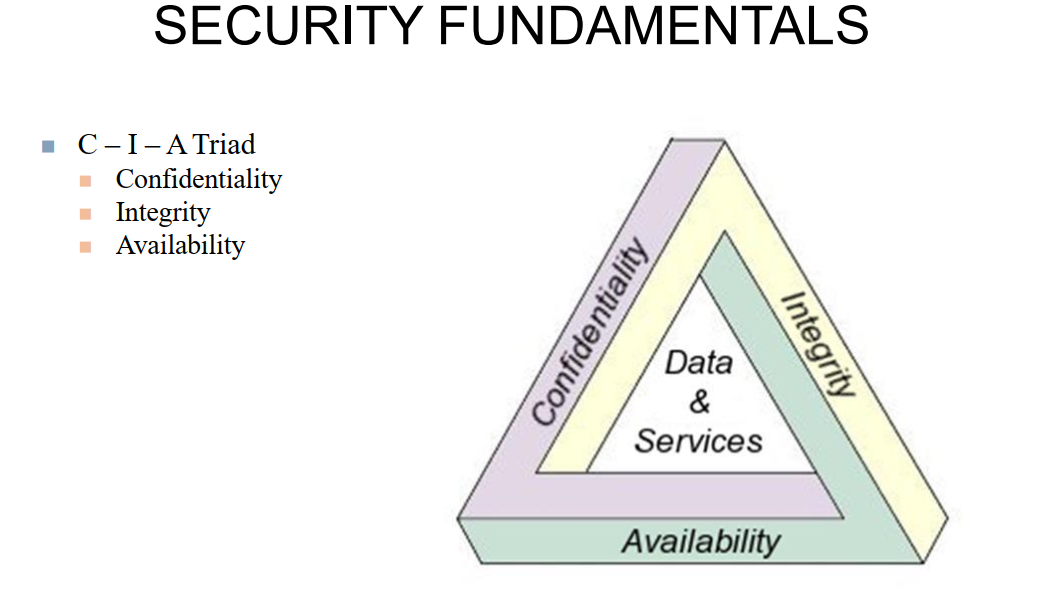 SECURITY FUNDAMENTALS
C – I – A Triad
Confidentiality
Integrity
Availability
Confidentiality
Integrity
Data
&
Services
Availability